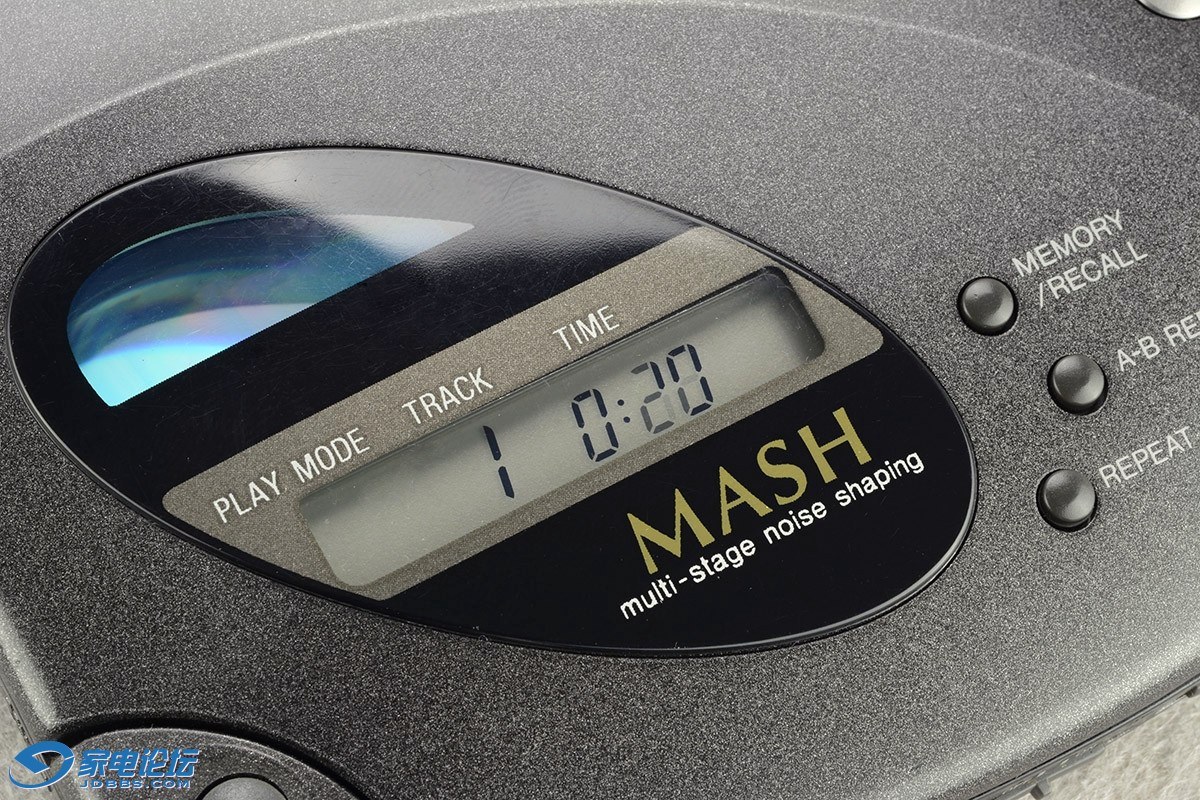 MEMORY
/RECALL
A-B RE
REPEAT
TIME
TRACK
PLAY MODE
1 0:20
MASH
multi-stage noise shaping
家电论坛
JDBBS.COM